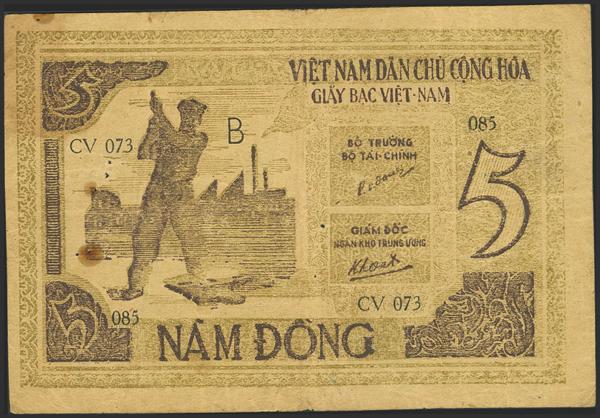 5
VIỆT NAM DÂN CHỦ CỘNG HÒA
GIẤY BẠC VIỆT-NAM
CV 073
B
085
BỘ TRƯỞNG
BỘ TÀI-CHÍNH
5
GIÁM ĐỐC
NGÂN KHỐ TRUNG ƯƠNG
CV 073
5
085
NĂM ĐỒNG